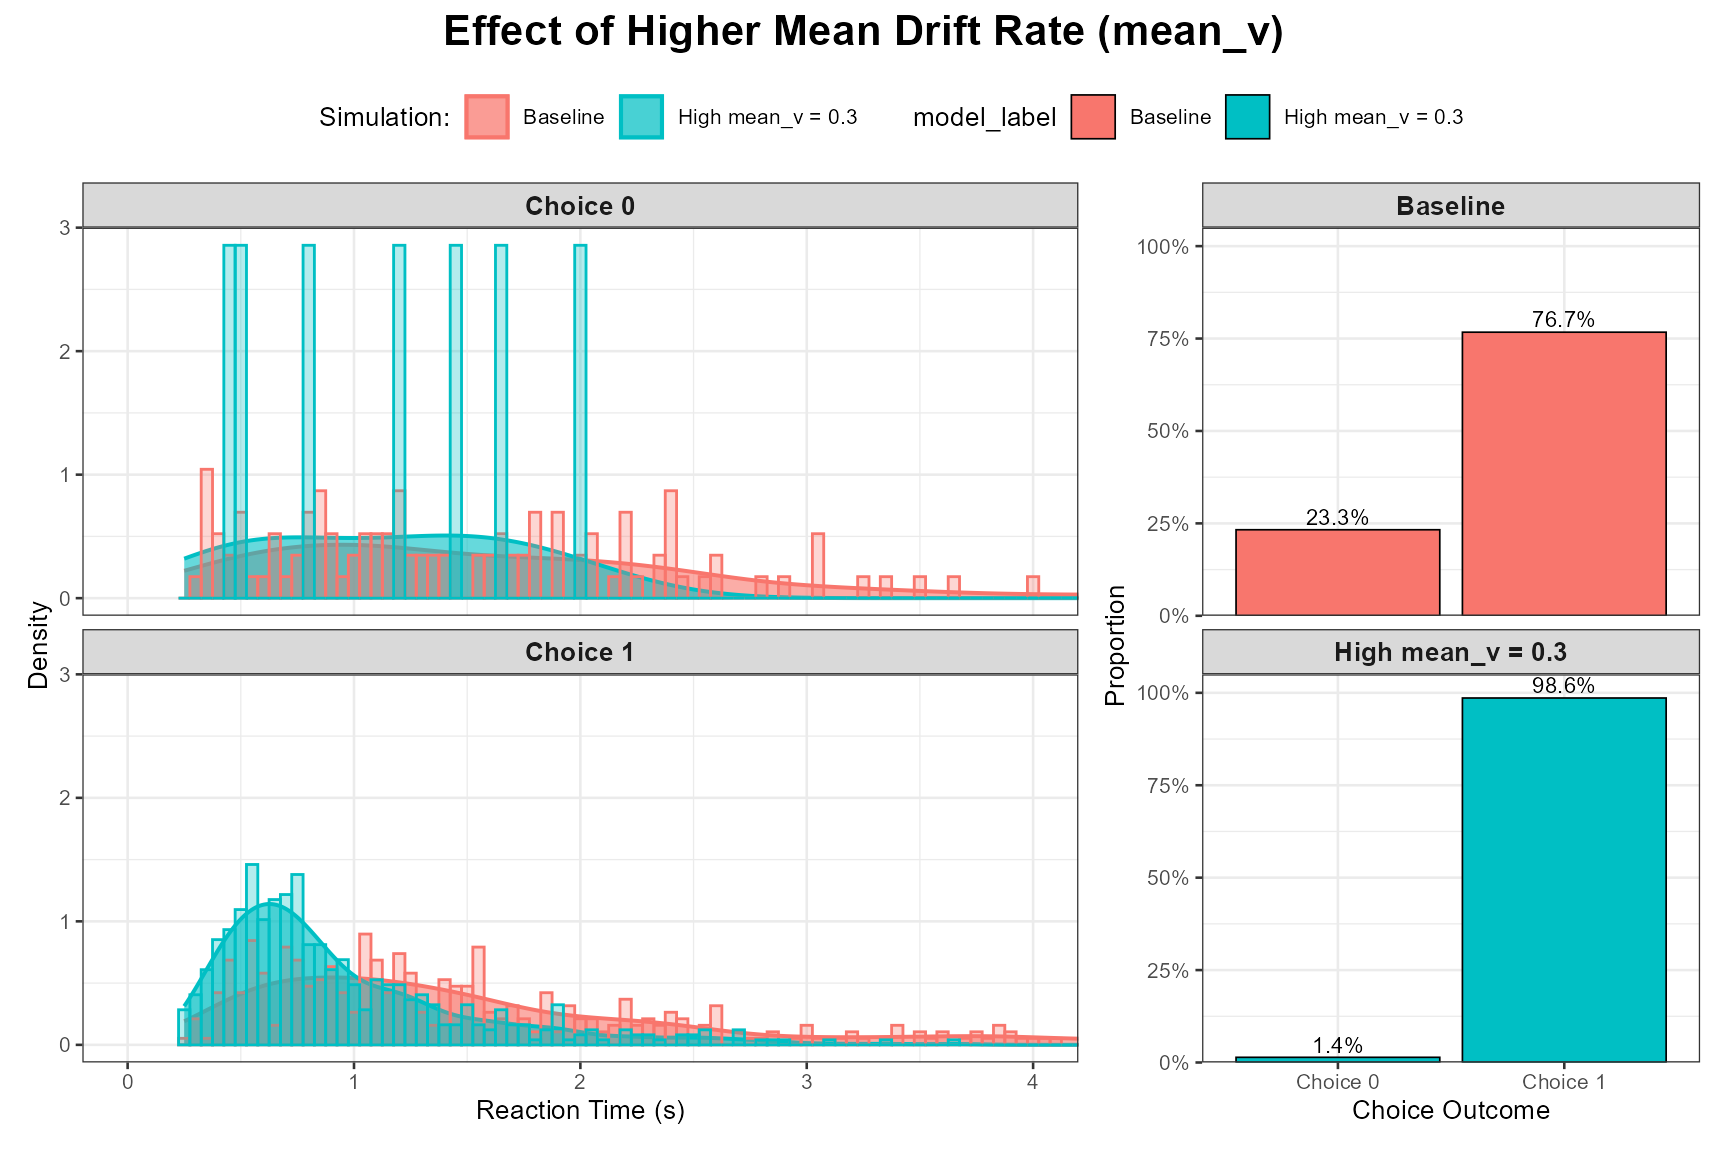 Effect of Higher Mean Drift Rate (mean_v)
Simulation: Baseline High mean_v = 0.3 model_label Baseline High mean_v = 0.3
Choice 0
3
2
1
0
Choice 1
3
2
1
0
Density
0 1 2 3 4
Reaction Time (s)
Baseline
100%
75%
50%
25%
0%
76.7%
23.3%
High mean_v = 0.3
100%
75%
50%
25%
0%
98.6%
1.4%
Proportion
Choice 0 Choice 1
Choice Outcome